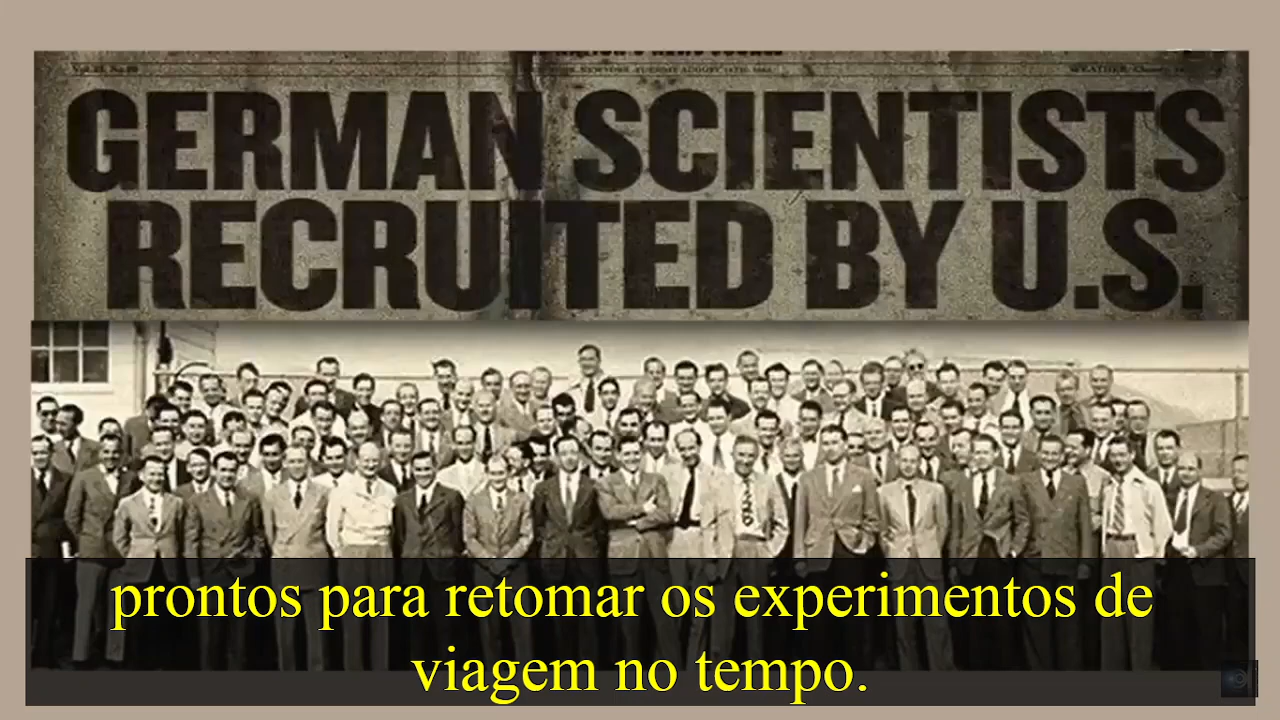 GERMAN SCIENTISTS
RECRUITED BY U.S.
prontos para retomar os experimentos de
viagem no tempo.